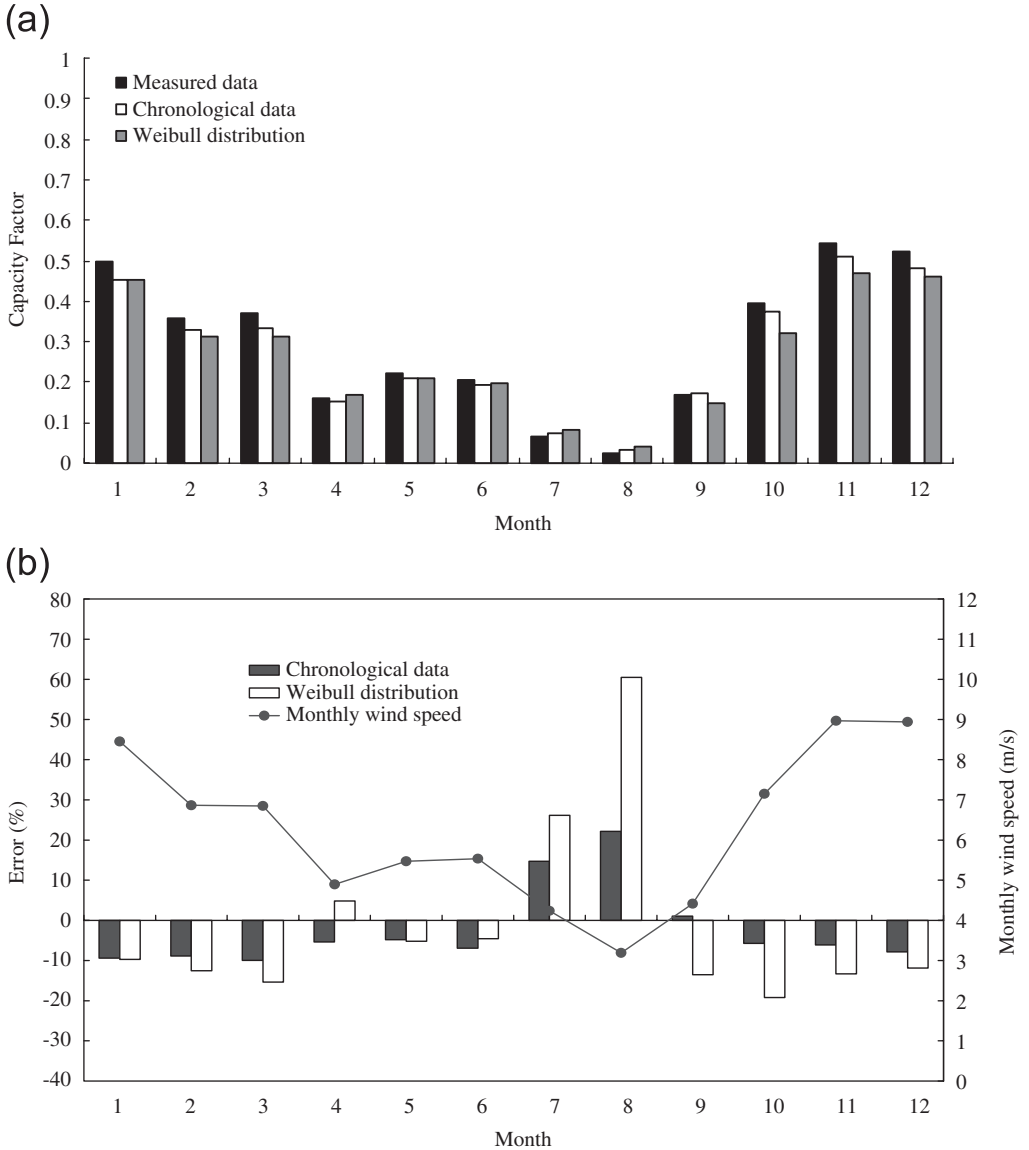 (a)
1
0.9
0.8
0.7
0.6
0.5
0.4
0.3
0.2
0.1
0
Capacity Factor
Measured data
Chronological data
Weibull distribution
1 2 3 4 5 6 7 8 9 10 11 12
Month
(b)
80
70
60
50
40
30
20
10
0
-10
-20
-30
-40
Error (%)
Chronological data
Weibull distribution
Monthly wind speed
12
11
10
9
8
7
6
5
4
3
2
1
0
Monthly wind speed (m/s)
1 2 3 4 5 6 7 8 9 10 11 12
Month